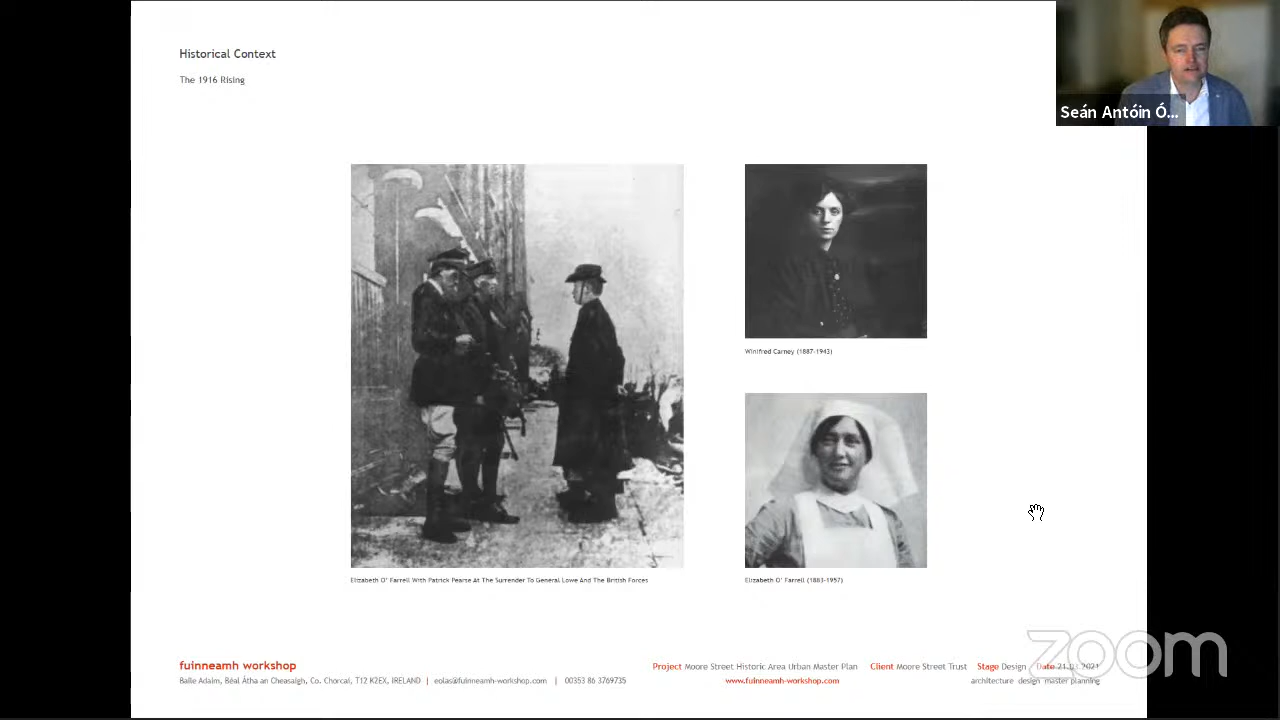 Historical Context
The 1916 Rising
Seán Antóin Ó...
Winifred Carney (1887-1943)
Elizabeth O' Farrell With Patrick Pearse At The Surrender To General Lowe And The British Forces
Elizabeth O' Farrell (1883-1957)
fuinneamh workshop
Baile Adaim, Béal Átha an Cheasaigh, Co. Chorcaí, T12 K2EX, IRELAND | eolas@fuinneamh-workshop.com | 00353 86 3769735
Project Moore Street Historic Area Urban Master Plan Client Moore Street Trust Stage Design Date 2021
www.fuinneamh-workshop.com architecture design master planning
zoom